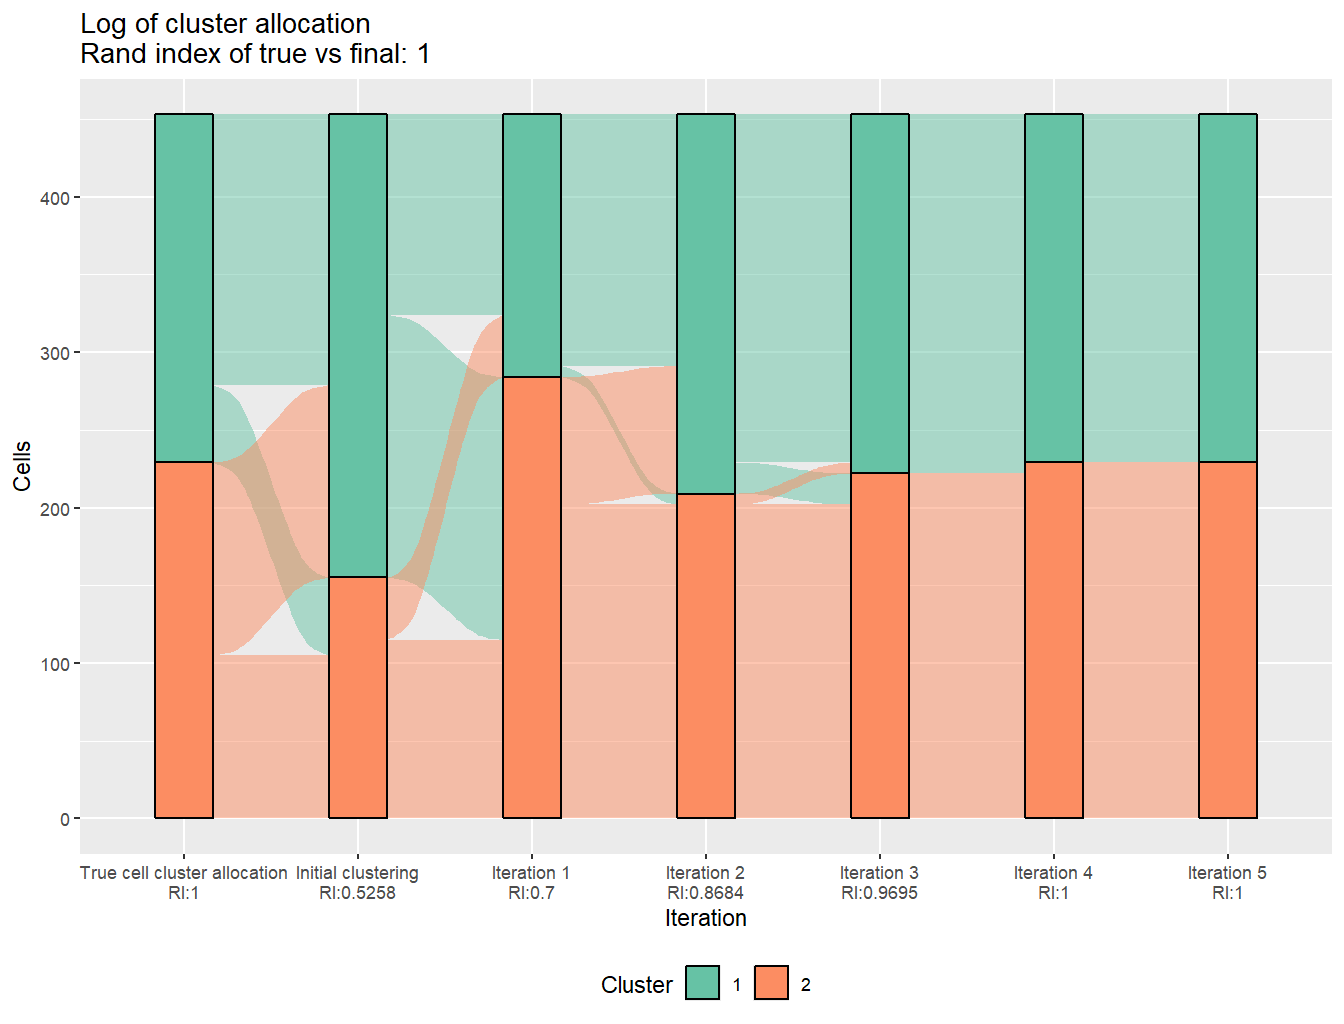 Log of cluster allocation
Rand index of true vs final: 1
Cells
400
300
200
100
0
True cell cluster allocation
RI:1
Initial clustering
RI:0.5258
Iteration 1
RI:0.7
Iteration 2
RI:0.8684
Iteration 3
RI:0.9695
Iteration 4
RI:1
Iteration 5
RI:1
Iteration
Cluster 1 2